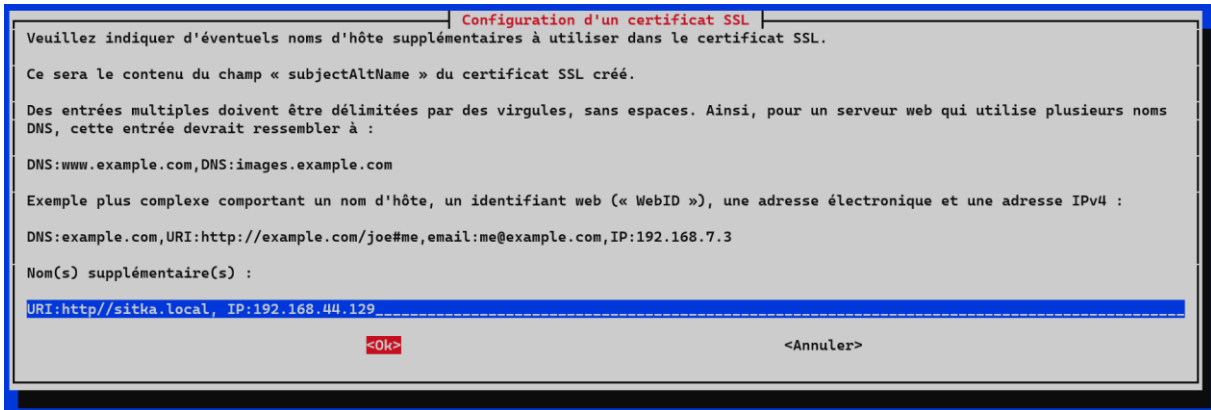 Configuration d'un certificat SSL
Veuillez indiquer d'éventuels noms d'hôte supplémentaires à utiliser dans le certificat SSL.
Ce sera le contenu du champ « subjectAltName » du certificat SSL créé.
Des entrées multiples doivent être délimitées par des virgules, sans espaces. Ainsi, pour un serveur web qui utilise plusieurs noms
DNS, cette entrée devrait ressembler à :
DNS:www.example.com,DNS:images.example.com
Exemple plus complexe comportant un nom d'hôte, un identifiant web (« WebID »), une adresse électronique et une adresse IPv4 :
DNS:example.com,URI:http://example.com/joe#me,email:me@example.com,IP:192.168.7.3
Nom(s) supplémentaire(s) :
URI:http//sitka.local, IP:192.168.44.129
<Ok> <Annuler>